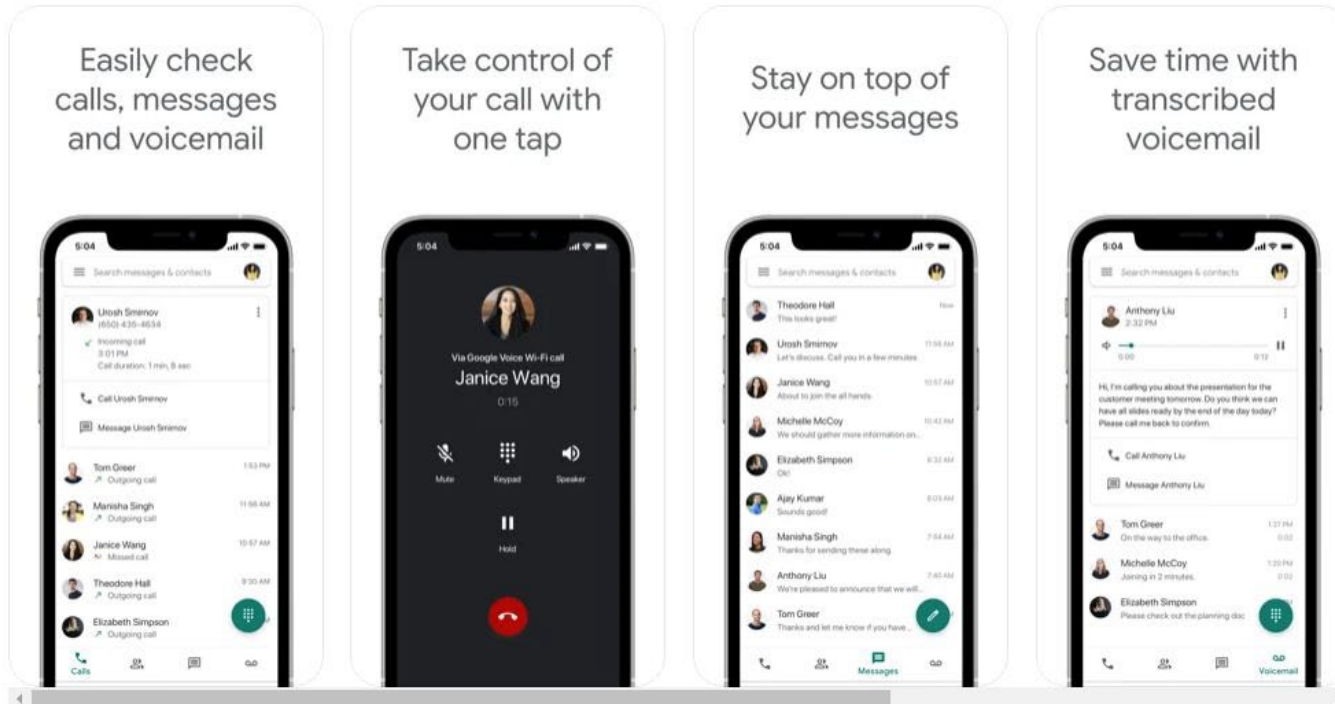 Easily check
calls, messages
and voicemail
5:04
Search messages & contacts
Urosh Smirnov
(650) 435-4634
Incoming call
3:01 PM
Call duration: 1 min, 8 sec
Call Urosh Smirnov
Message Urosh Smirnov
Tom Greer 1:53 PM
Outgoing call
Manisha Singh 11:56 AM
Outgoing call
Janice Wang 10:57 AM
Missed call
Theodore Hall 9:30 AM
Outgoing call
Elizabeth Simpson
Outgoing call
Calls
Take control of
your call with
one tap
5:04
Via Google Voice Wi-Fi call
Janice Wang
0:15
Mute Keypad Speaker
Hold
Stay on top of
your messages
5:04
Search messages & contacts
Theodore Hall Now
This looks great!
Urosh Smirnov 11:56 AM
Let's discuss. Call you in a few minutes
Janice Wang 10:57 AM
About to join the all hands
Michelle McCoy 10:42 AM
We should gather more information on...
Elizabeth Simpson 8:32 AM
Ok!
Ajay Kumar 8:03 AM
Sounds good!
Manisha Singh 7:54 AM
Thanks for sending these along.
Anthony Liu 7:40 AM
We're pleased to announce that we will...
Tom Greer
Thanks and let me know if you have...
Messages
Save time with
transcribed
voicemail
5:04
Search messages & contacts
Anthony Liu
2:32 PM
0:00 0:12
Hi, I'm calling you about the presentation for the
customer meeting tomorrow. Do you think we can
have all slides ready by the end of the day today?
Please call me back to confirm.
Call Anthony Liu
Message Anthony Liu
Tom Greer 1:37 PM
On the way to the office. 0:02
Michelle McCoy 1:20 PM
Joining in 2 minutes. 0:02
Elizabeth Simpson
Please check out the planning doc
Voicemail